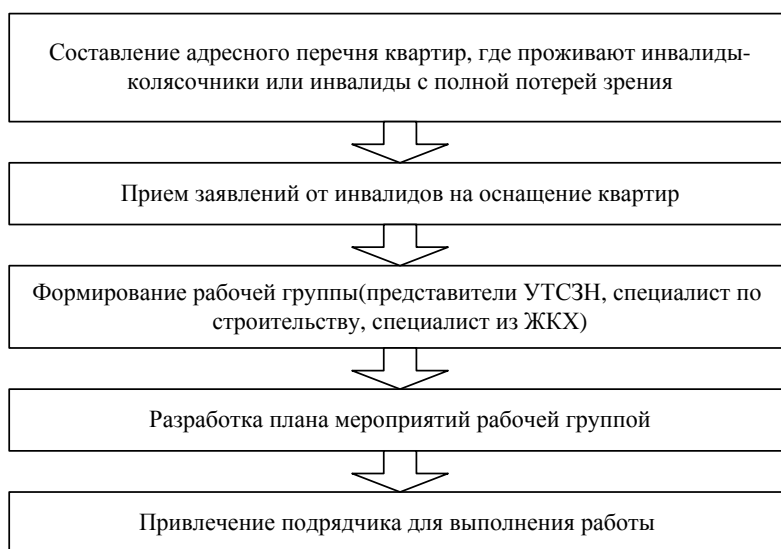 Составление адресного перечня квартир, где проживают инвалиды-
колясочники или инвалиды с полной потерей зрения
Прием заявлений от инвалидов на оснащение квартир
Формирование рабочей группы(представители УТСЗН, специалист по
строительству, специалист из ЖКХ)
Разработка плана мероприятий рабочей группой
Привлечение подрядчика для выполнения работы